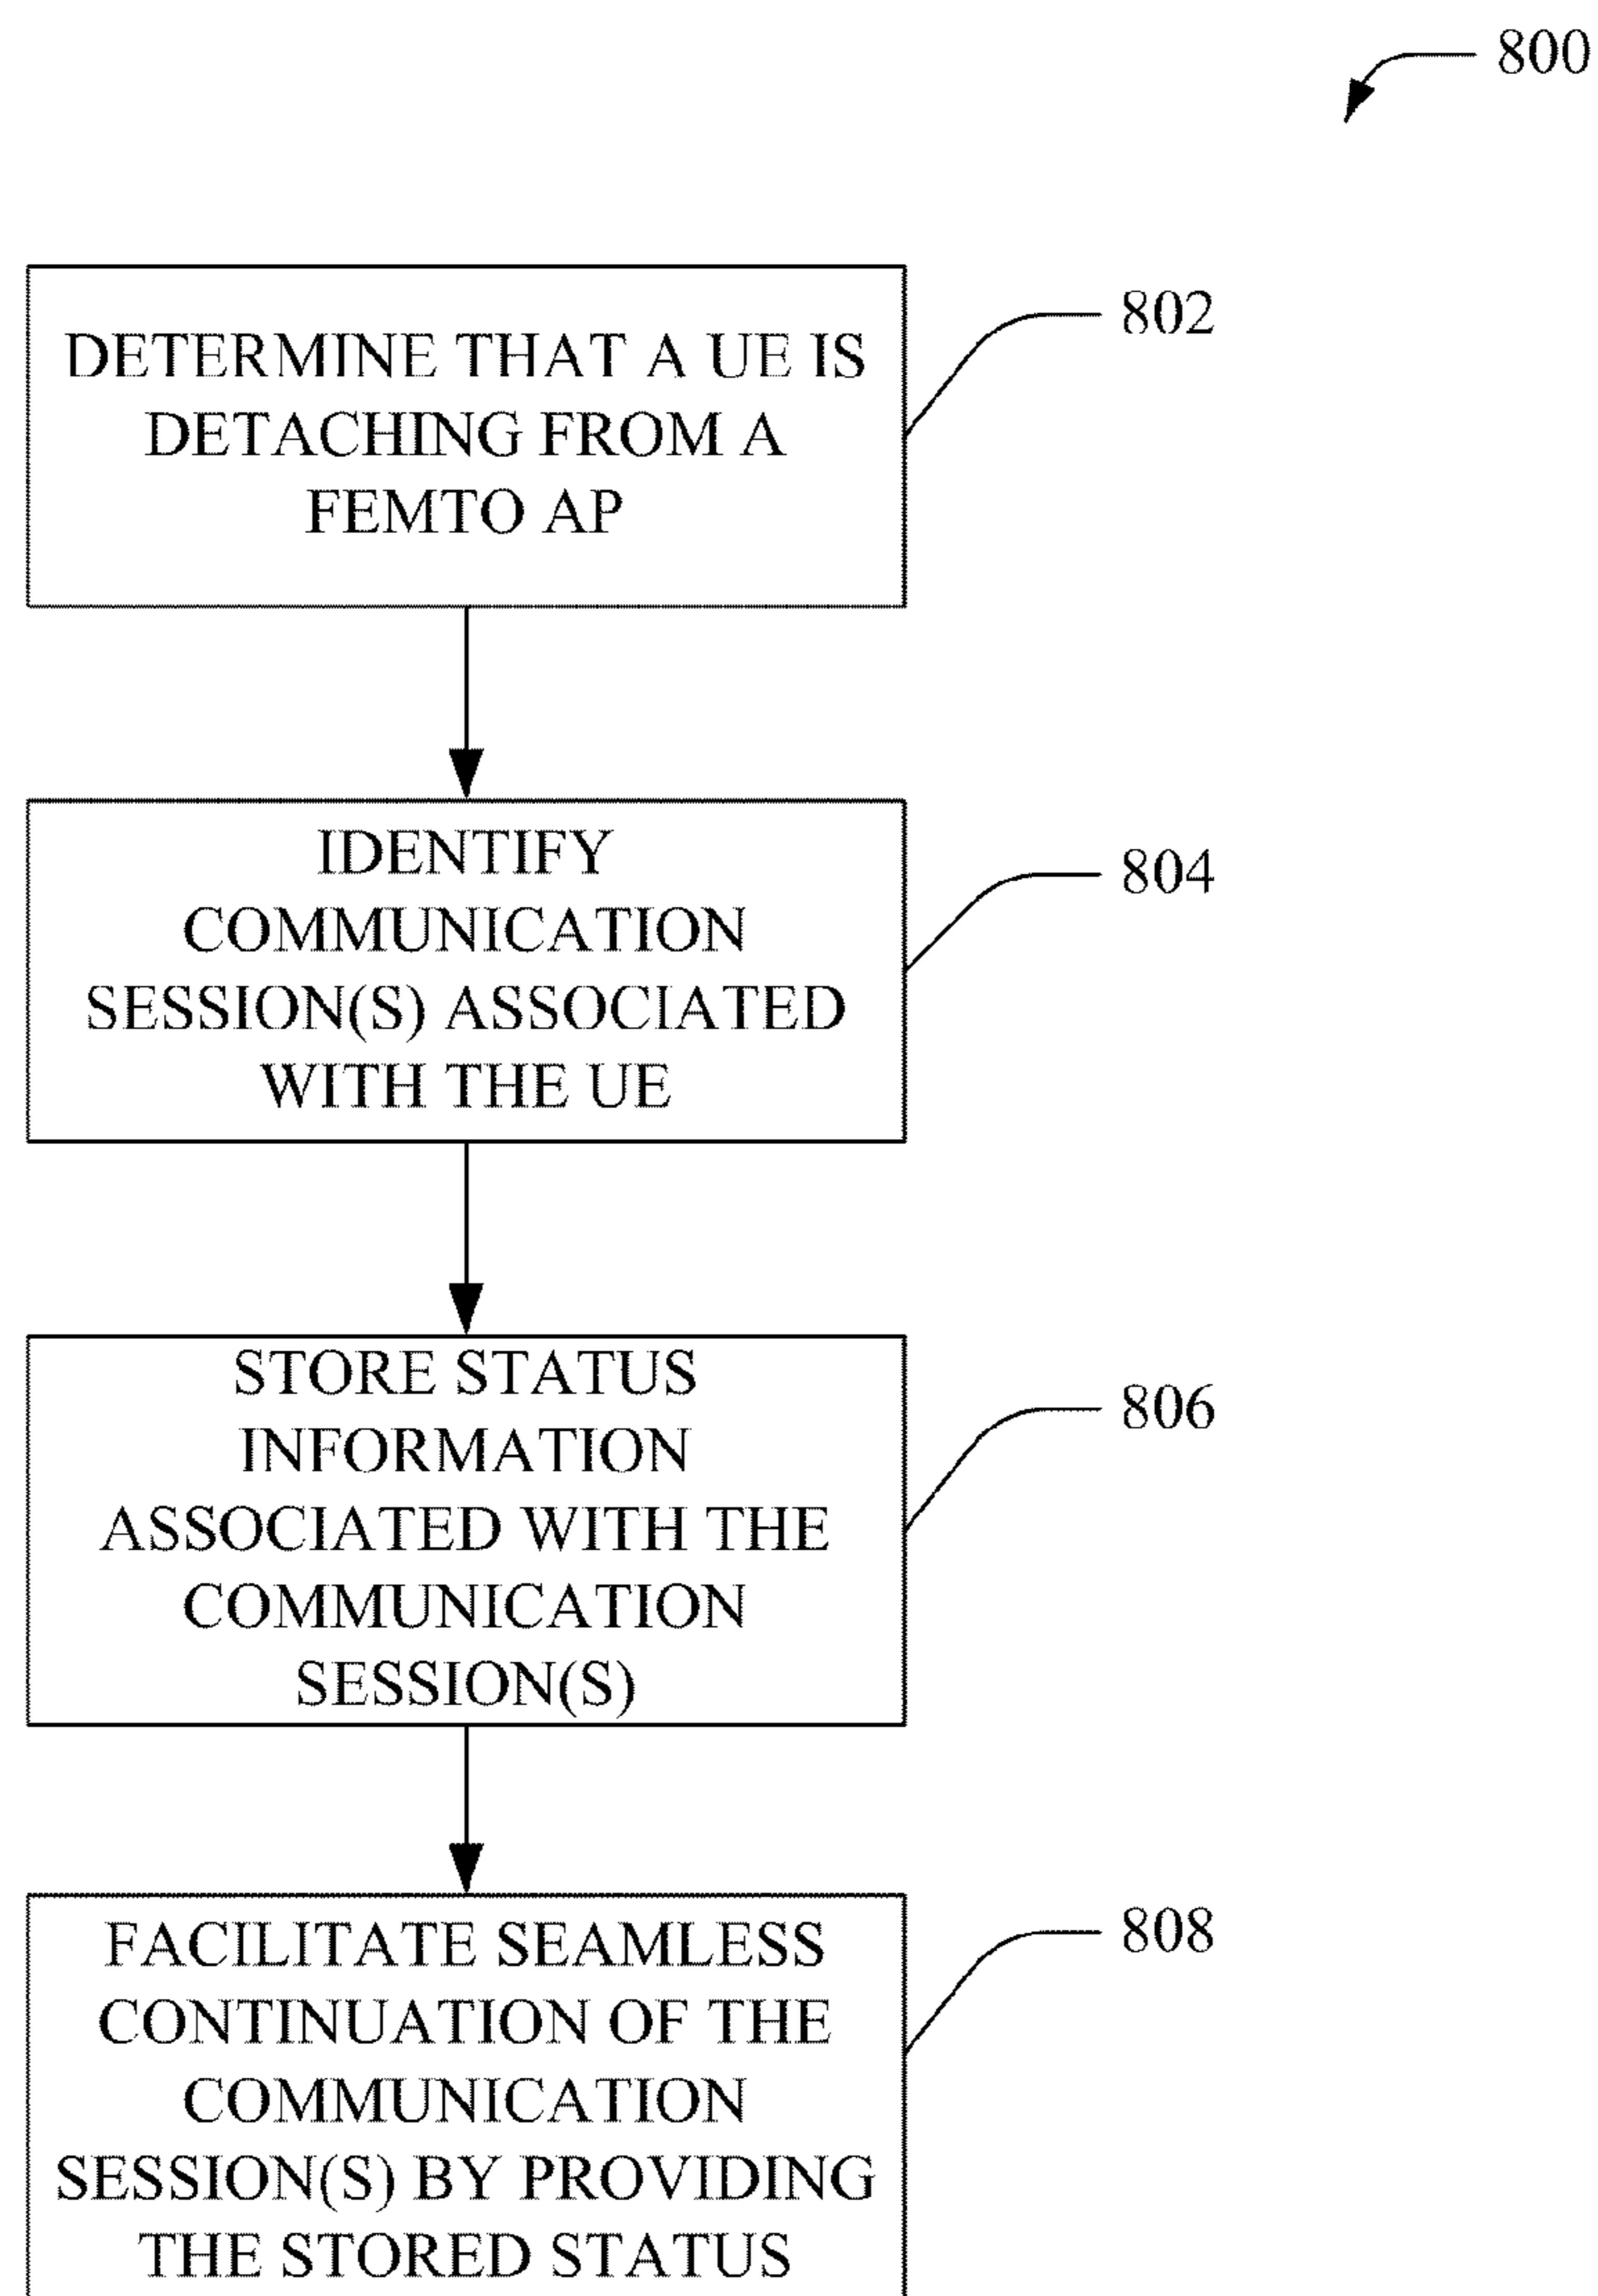 800
DETERMINE THAT A UE IS
DETACHING FROM A
FEMTO AP
802
IDENTIFY
COMMUNICATION
SESSION(S) ASSOCIATED
WITH THE UE
804
STORE STATUS
INFORMATION
ASSOCIATED WITH THE
COMMUNICATION
SESSION(S)
806
FACILITATE SEAMLESS
CONTINUATION OF THE
COMMUNICATION
SESSION(S) BY PROVIDING
THE STORED STATUS
808